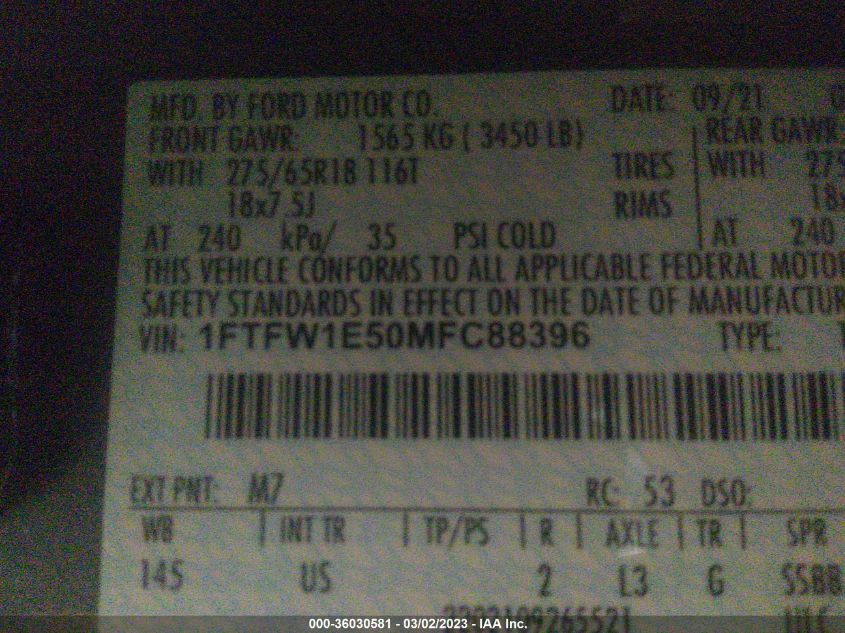 MFD. BY FORD MOTOR CO. DATE: 09/21 G
FRONT GAWR: 1565 KG ( 3450 LB) REAR GAWR:
WITH 275/65R18 116T TIRES WITH 275
18x7.5J RIMS 18x
AT 240 kPa/ 35 PSI COLD AT 240
THIS VEHICLE CONFORMS TO ALL APPLICABLE FEDERAL MOTOR
SAFETY STANDARDS IN EFFECT ON THE DATE OF MANUFACTUR
VIN: 1FTFW1E50MFC88396 TYPE: T
EXT PNT: M7 RC: 53 DSO:
WB INT TR TP/PS R AXLE TR SPR
145 US 2 L3 G 55BB
000-36030581 - 03/02/2023 - IAA Inc.